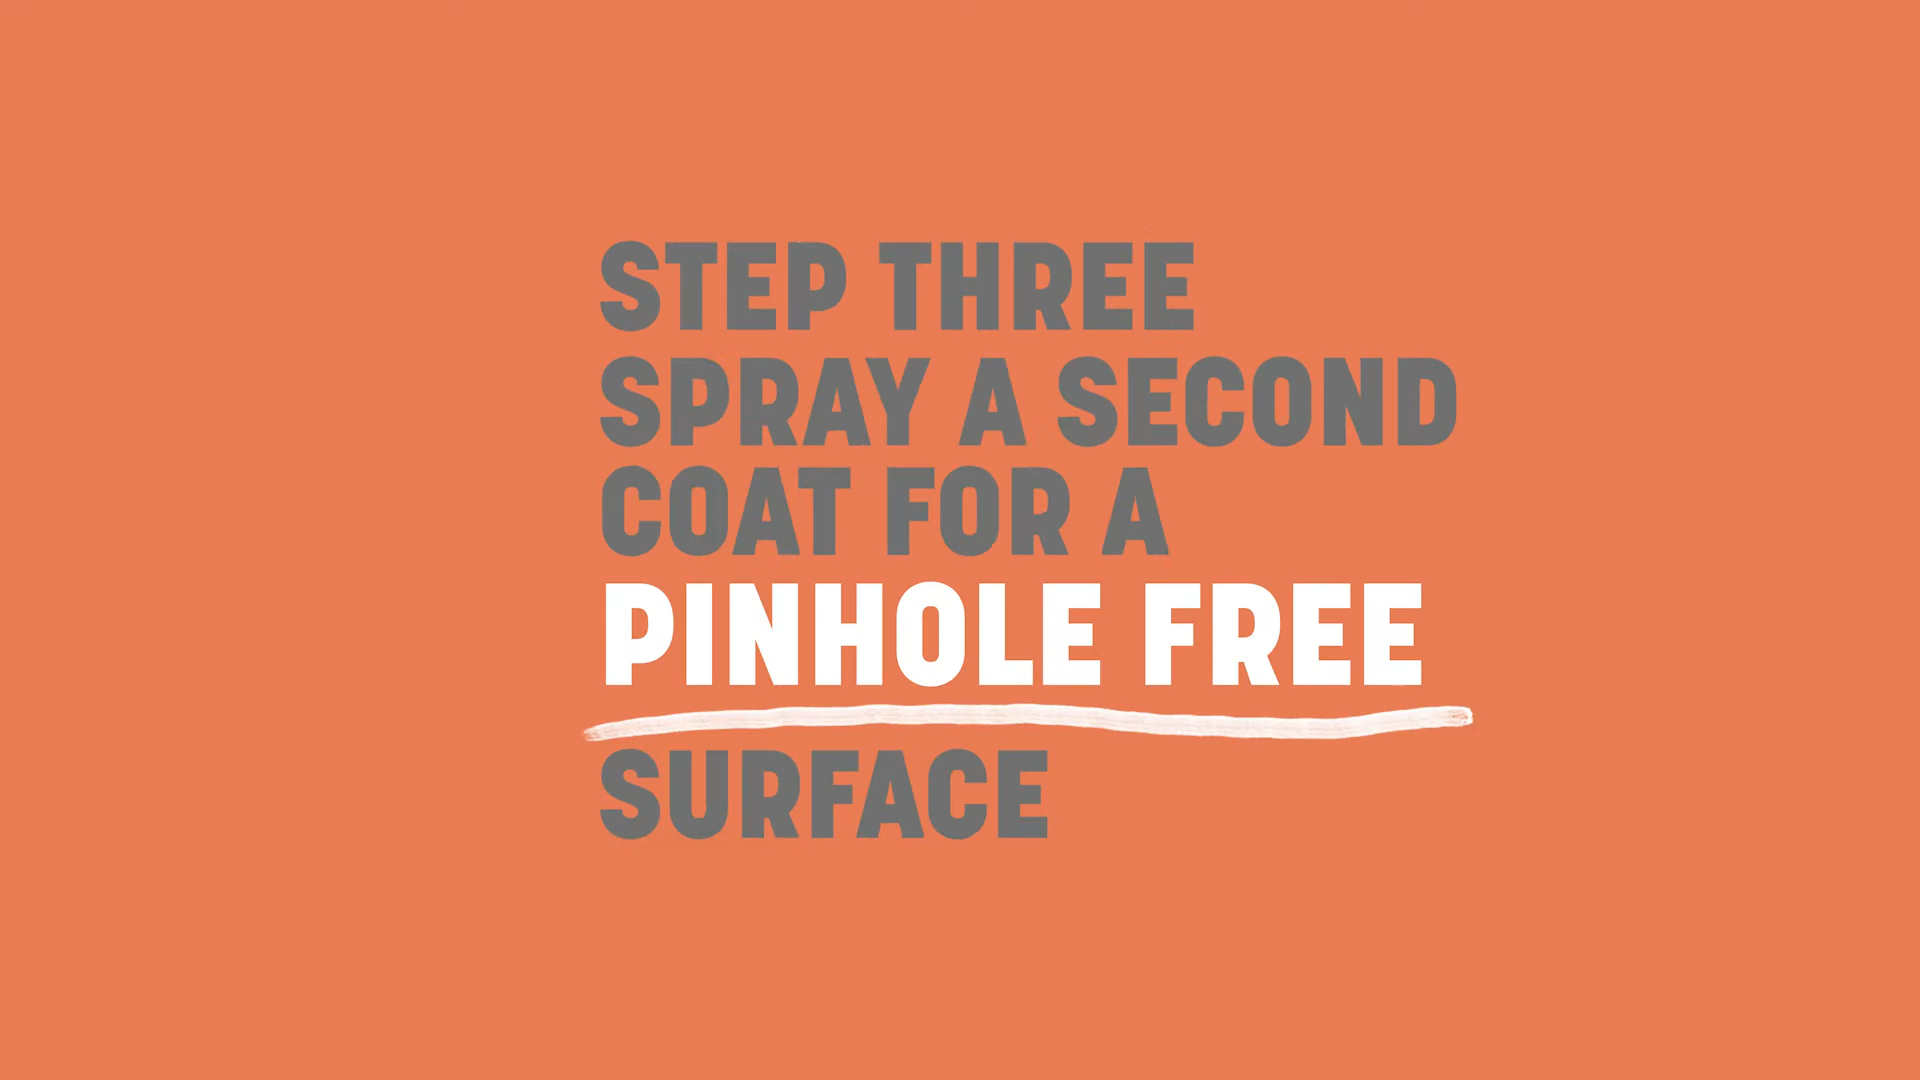 STEP THREE
SPRAY A SECOND
COAT FOR A
PINHOLE FREE
SURFACE